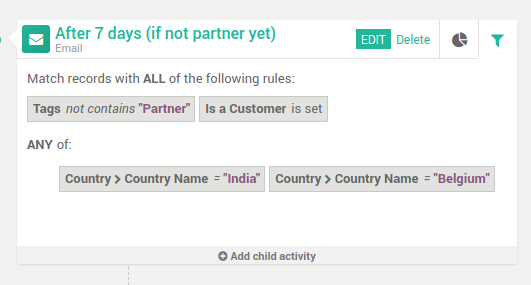 After 7 days (if not partner yet)
Email
EDIT Delete
Match records with ALL of the following rules:
Tags not contains "Partner" Is a Customer is set
ANY of:
Country > Country Name = "India" Country > Country Name = "Belgium"
Add child activity